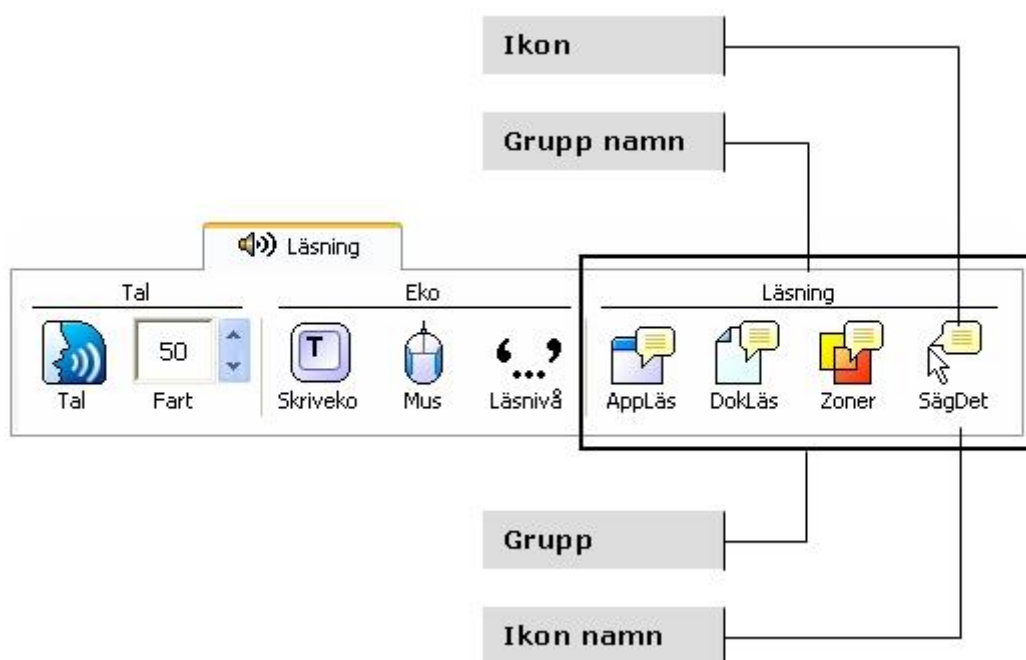 Ikon
Grupp namn
Läsning
Tal Eko Läsning
50 T
Tal Fart Skriveko Mus Läsnivå AppLäs DokLäs Zoner SägDet
Grupp
Ikon namn